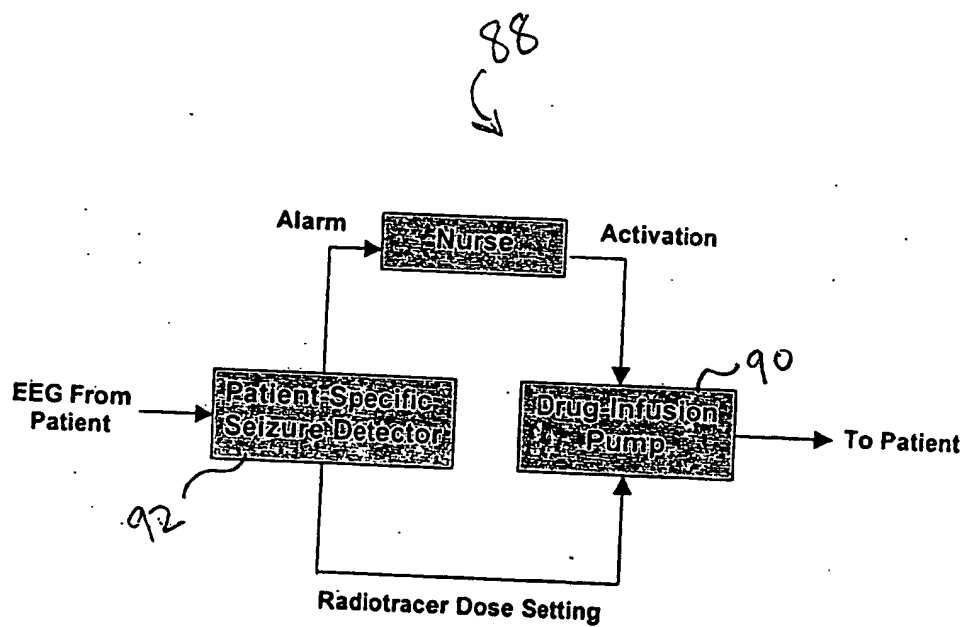 88
Alarm
Nurse
Activation
90
EEG From
Patient
Patient-Specific
Seizure Detector
Drug-Infusion
Pump
To Patient
92
Radiotracer Dose Setting